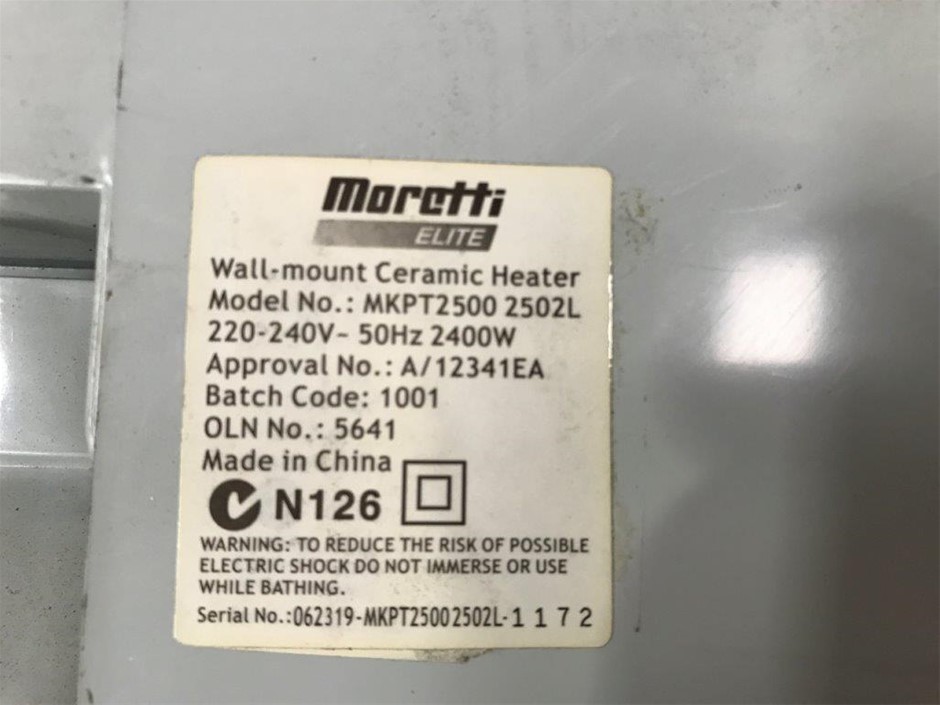 Moretti
ELITE
Wall-mount Ceramic Heater
Model No.: MKPT2500 2502L
220-240V~ 50Hz 2400W
Approval No.: A/12341EA
Batch Code: 1001
OLN No.: 5641
Made in China
N126
WARNING: TO REDUCE THE RISK OF POSSIBLE
ELECTRIC SHOCK DO NOT IMMERSE OR USE
WHILE BATHING.
Serial No.:062319-MKPT25002502L-1 1 7 2